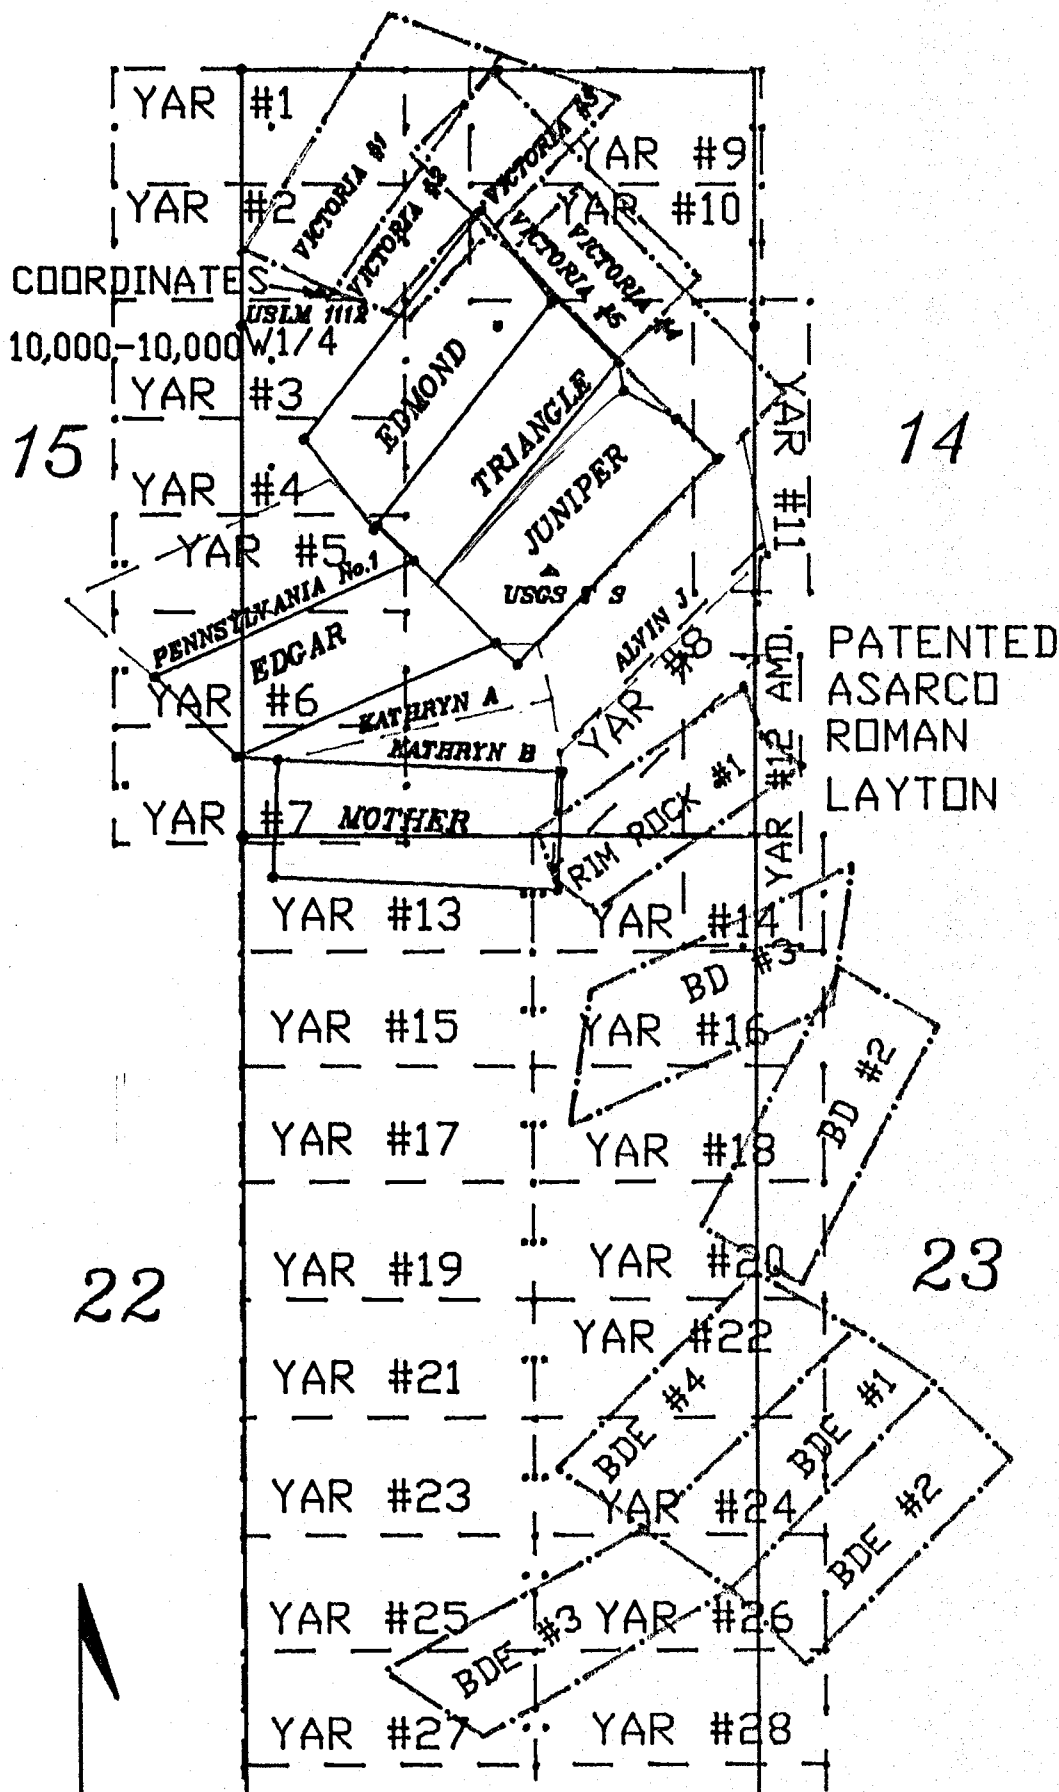 YAR #1
VICTORIA #1
VICTORIA #2
VICTORIA #3
YAR #9
YAR #2
YAR #10
VICTORIA #4
VICTORIA #5
COORDINATES
USLM 1112
10,000-10,000
W1/4
YAR #3
EDMOND
TRIANGLE
JUNIPER
YAR #11
15
14
YAR #4
YAR #5
PENNSYLVANIA No.1
EDGAR
USGS S
ALVIN J.
YAR #8
YAR #12 AMD.
PATENTED
ASARCO
ROMAN
LAYTON
YAR #6
KATHRYN A
KATHRYN B
YAR #7
MOTHER
RIM ROCK #1
YAR #13
YAR #14
BD #3
YAR #15
YAR #16
BD #2
YAR #17
YAR #18
22
23
YAR #19
YAR #20
YAR #22
YAR #21
BDE #4
BDE #1
YAR #23
YAR #24
BDE #2
YAR #25
BDE #3
YAR #26
YAR #27
YAR #28